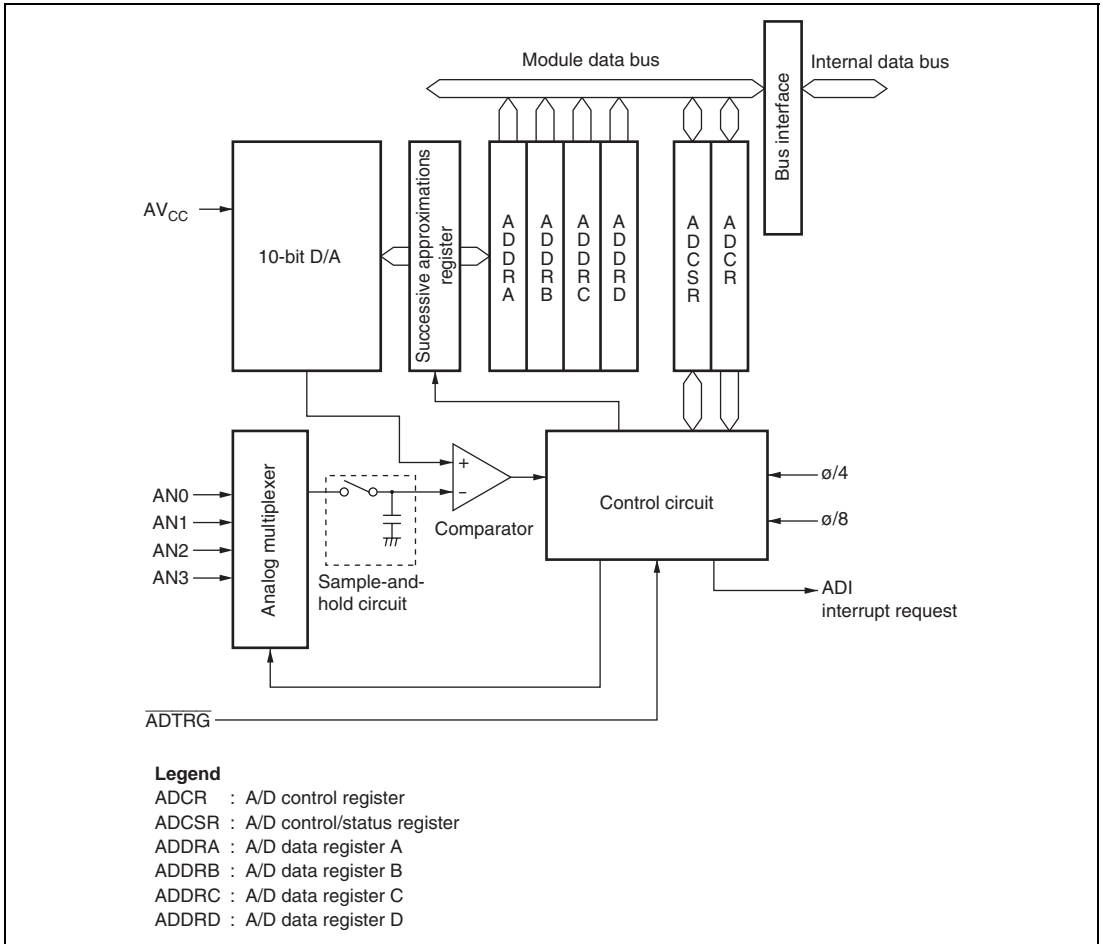 Module data bus
Internal data bus
Bus interface
AV_CC
10-bit D/A
Successive approximations
register
ADDRA
ADDRB
ADDRC
ADDRD
ADCSR
ADCR
AN0
AN1
AN2
AN3
Analog multiplexer
Sample-and-
hold circuit
+
−
Comparator
Control circuit
ø/4
ø/8
ADI
interrupt request
A̅D̅T̅R̅G̅
Legend
ADCR : A/D control register
ADCSR : A/D control/status register
ADDRA : A/D data register A
ADDRB : A/D data register B
ADDRC : A/D data register C
ADDRD : A/D data register D